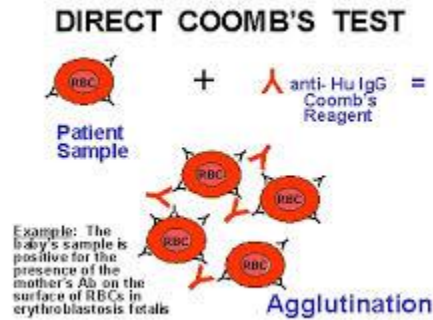 DIRECT COOMB'S TEST
RBC
+
anti- Hu IgG =
Coomb's
Reagent
Patient
Sample
RBC
RBC
RBC
RBC
Example: The
baby's sample is
positive for the
presence of the
mother's Ab on the
surface of RBCs in
erythroblastosis fetalis
Agglutination